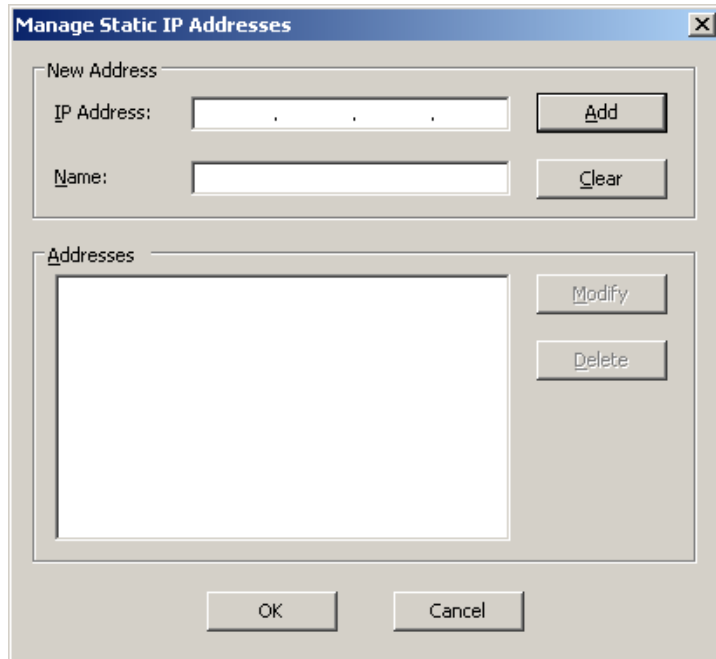 Manage Static IP Addresses
New Address
IP Address: . . . Add
Name: Clear
Addresses
Modify
Delete
OK Cancel